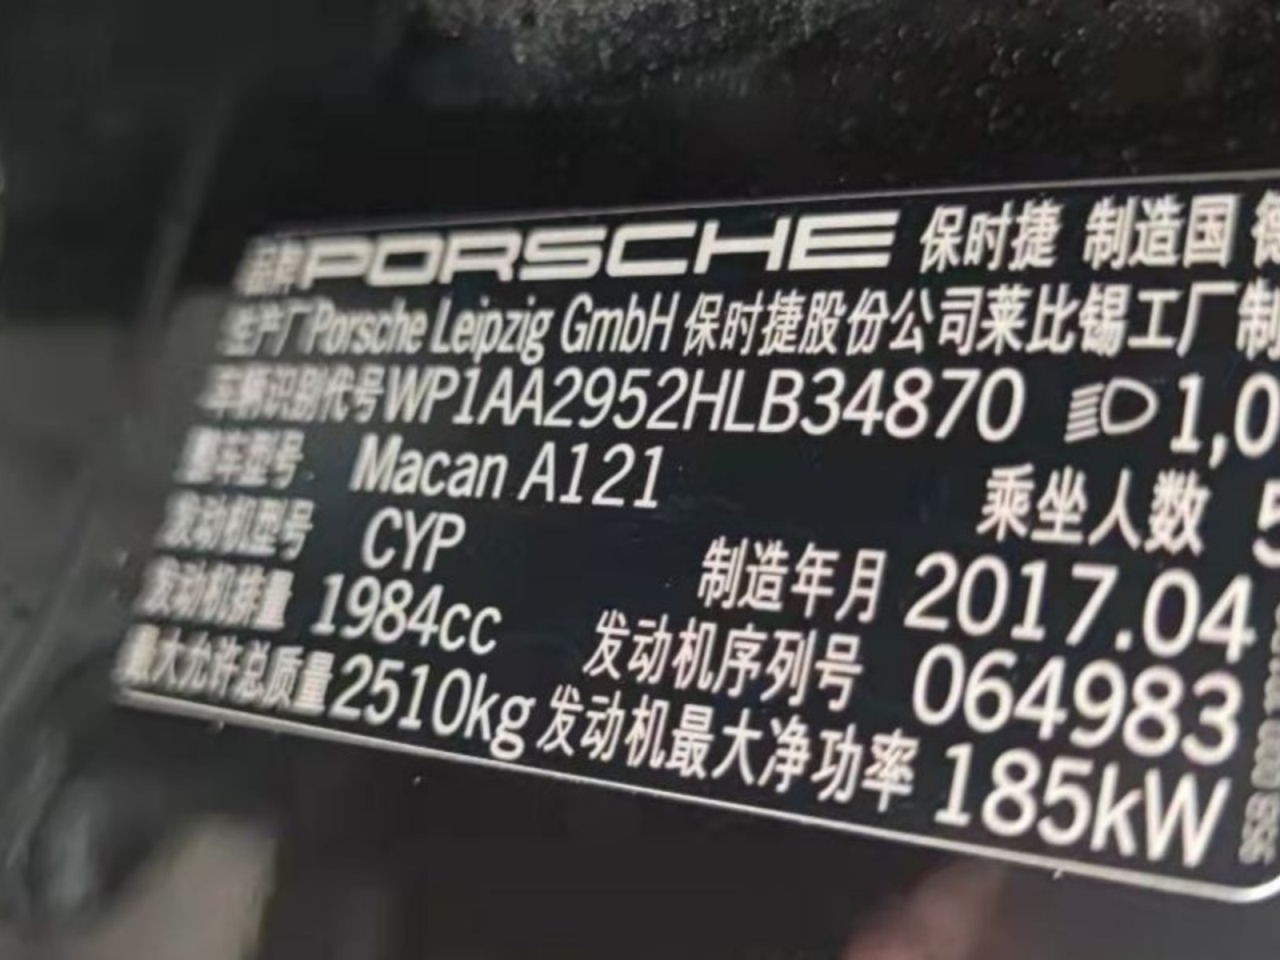 品牌 PORSCHE 保时捷 制造国 德
生产厂 Porsche Leipzig GmbH 保时捷股份公司莱比锡工厂 制
车辆识别代号 WP1AA2952HLB34870 1,0
整车型号 Macan A121 乘坐人数 5
发动机型号 CYP 制造年月 2017.04
发动机排量 1984cc 发动机序列号 064983
最大允许总质量 2510kg 发动机最大净功率 185kW